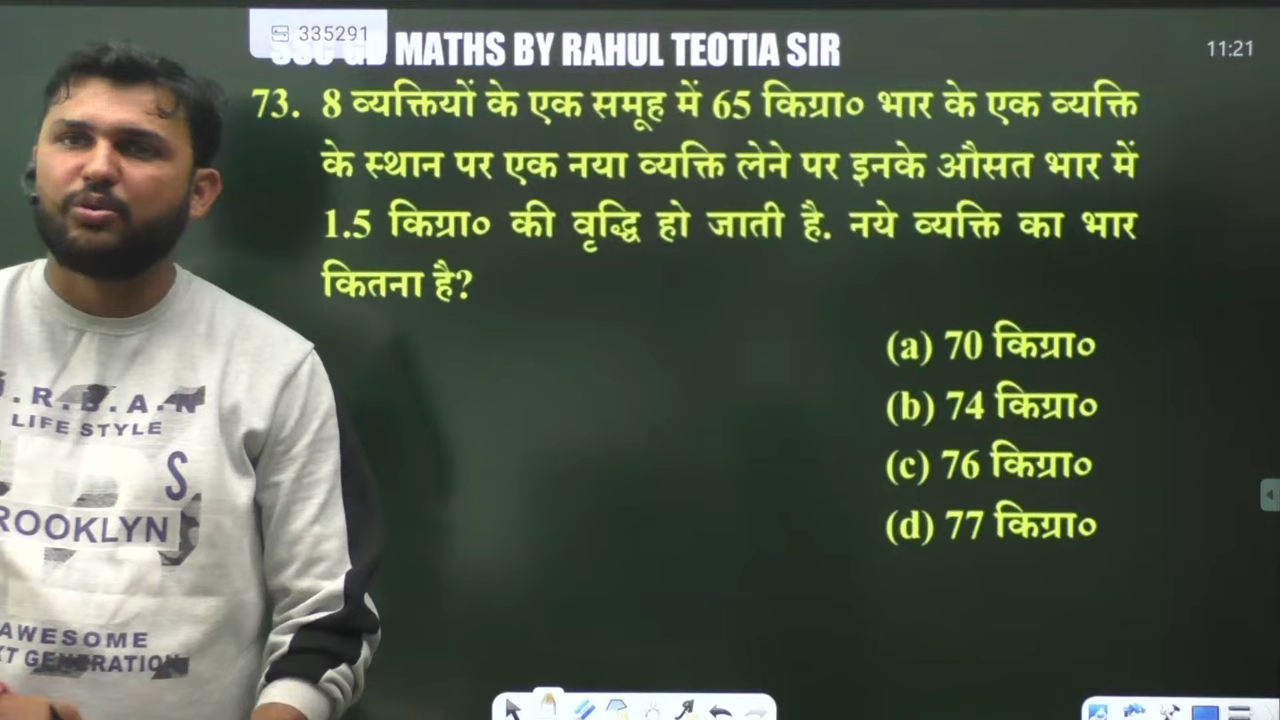 335291
MATHS BY RAHUL TEOTIA SIR
11:21
73. 8 व्यक्तियों के एक समूह में 65 किग्रा० भार के एक व्यक्ति
के स्थान पर एक नया व्यक्ति लेने पर इनके औसत भार में
1.5 किग्रा० की वृद्धि हो जाती है. नये व्यक्ति का भार
कितना है?
(a) 70 किग्रा०
(b) 74 किग्रा०
(c) 76 किग्रा०
(d) 77 किग्रा०
LIFE STYLE
S
ROOKLYN
AWESOME